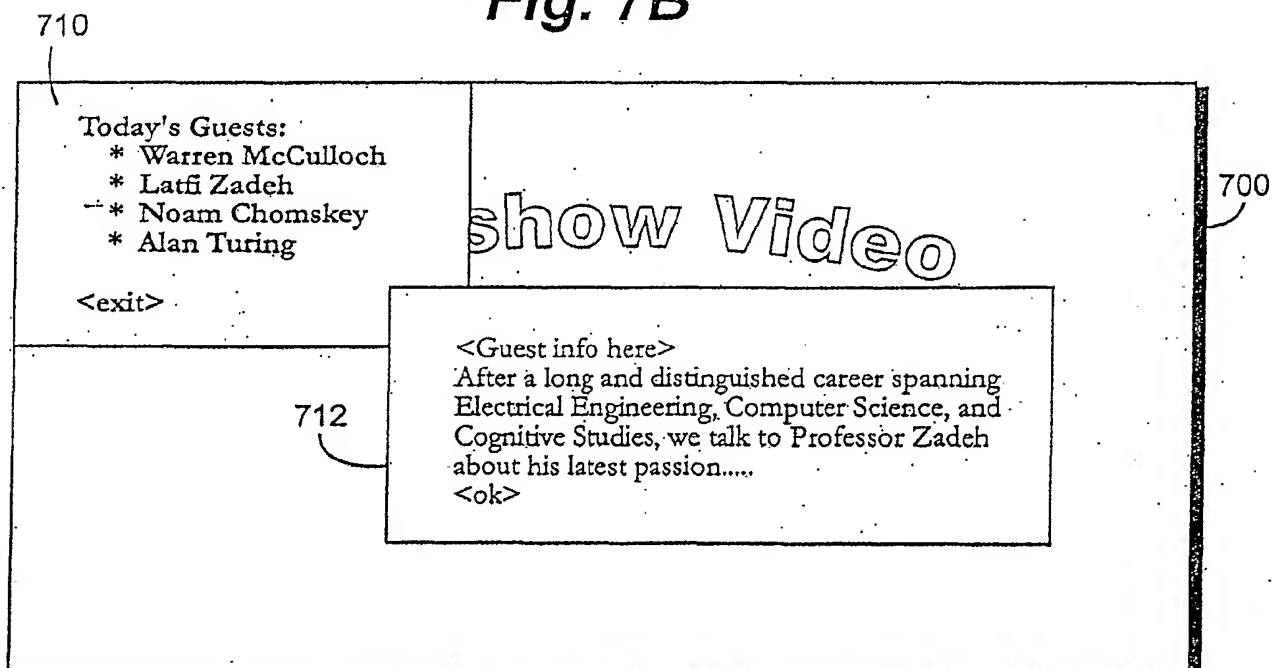 Fig. 7B
710
Today's Guests:
* Warren McCulloch
* Latfi Zadeh
* Noam Chomskey
* Alan Turing
<exit>
show Video
700
712
<Guest info here>
After a long and distinguished career spanning
Electrical Engineering, Computer Science, and
Cognitive Studies, we talk to Professor Zadeh
about his latest passion.....
<ok>